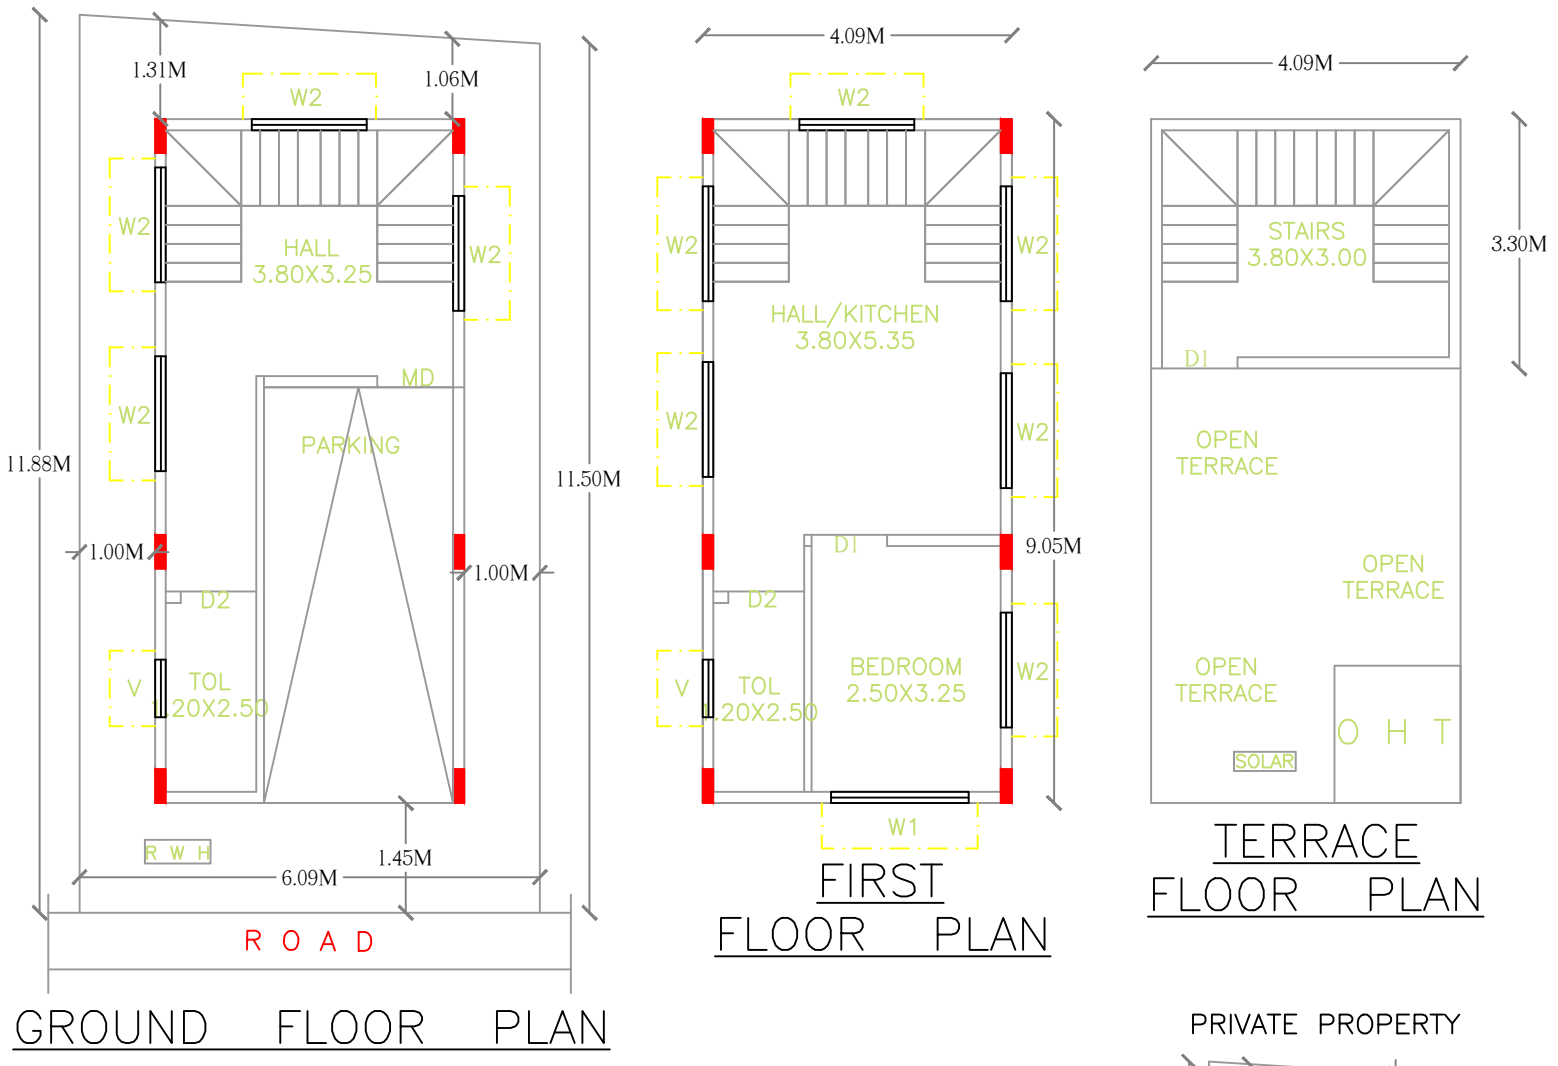 1.31M
1.06M
W2
W2
W2
HALL
3.80X3.25
MD
W2
PARKING
11.88M
11.50M
1.00M
1.00M
D2
V
TOL
.20X2.50
R W H
1.45M
6.09M
R O A D
GROUND FLOOR PLAN
4.09M
W2
W2
W2
HALL/KITCHEN
3.80X5.35
W2
W2
D1
9.05M
D2
V
TOL
.20X2.50
BEDROOM
2.50X3.25
W2
W1
FIRST
FLOOR PLAN
4.09M
STAIRS
3.80X3.00
3.30M
D1
OPEN
TERRACE
OPEN
TERRACE
OPEN
TERRACE
O H T
SOLAR
TERRACE
FLOOR PLAN
PRIVATE PROPERTY